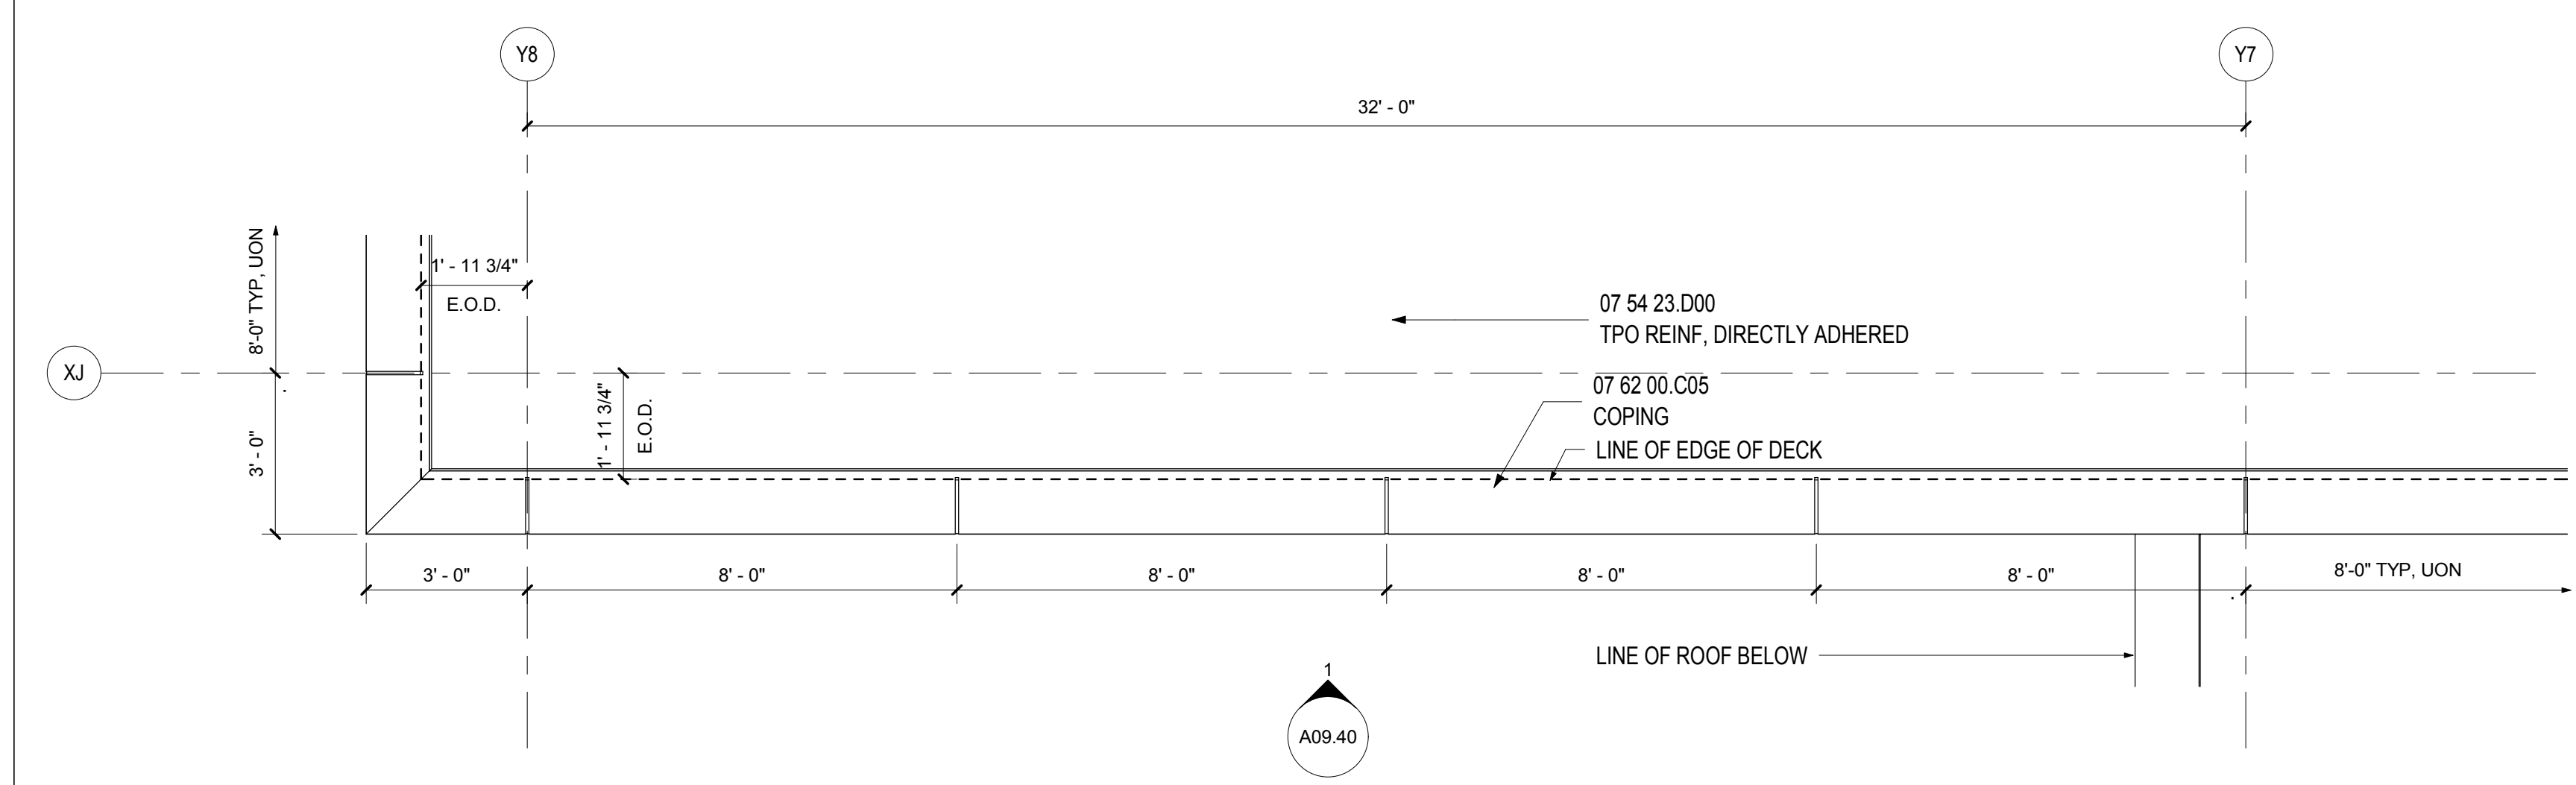 Y8
Y7
32' - 0"
8'-0" TYP, UON
1' - 11 3/4"
E.O.D.
07 54 23.D00
TPO REINF, DIRECTLY ADHERED
XJ
3' - 0"
1' - 11 3/4"
E.O.D.
07 62 00.C05
COPING
LINE OF EDGE OF DECK
3' - 0"
8' - 0"
8' - 0"
8' - 0"
8' - 0"
8'-0" TYP, UON
LINE OF ROOF BELOW
1
A09.40